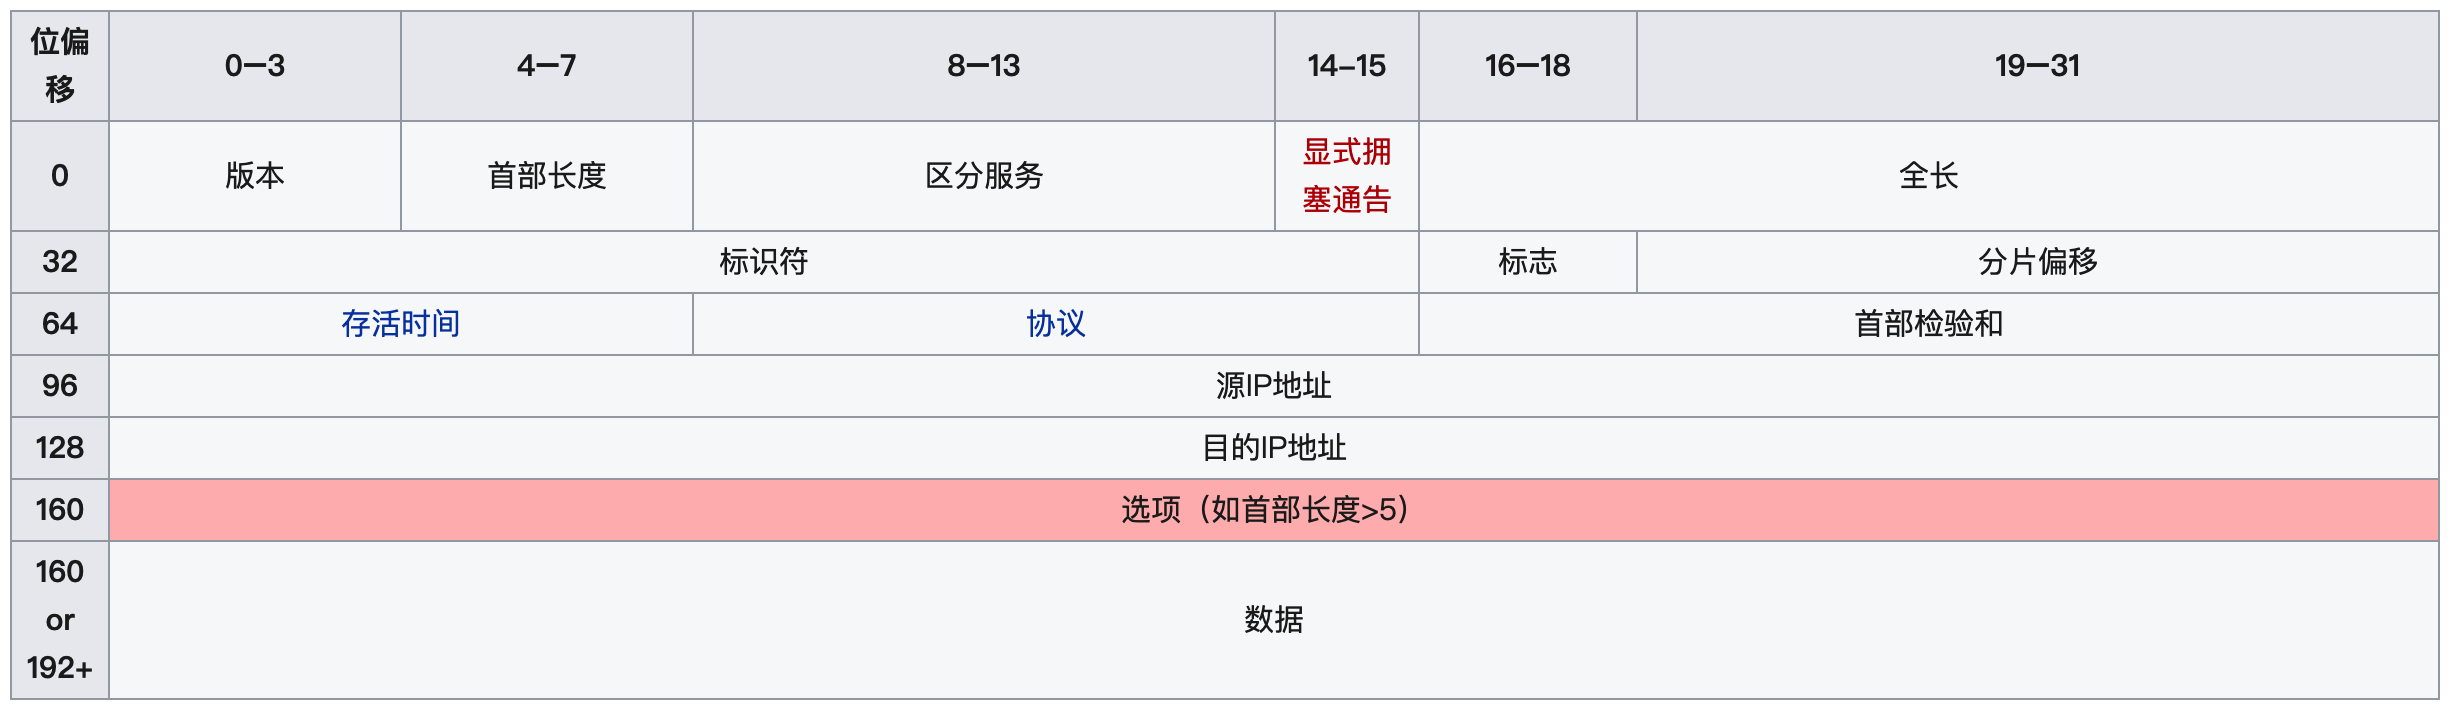 位偏
移
0—3
4—7
8—13
14–15
16—18
19—31
0
版本
首部长度
区分服务
显式拥
塞通告
全长
32
标识符
标志
分片偏移
64
存活时间
协议
首部检验和
96
源IP地址
128
目的IP地址
160
选项（如首部长度>5）
160
or
192+
数据